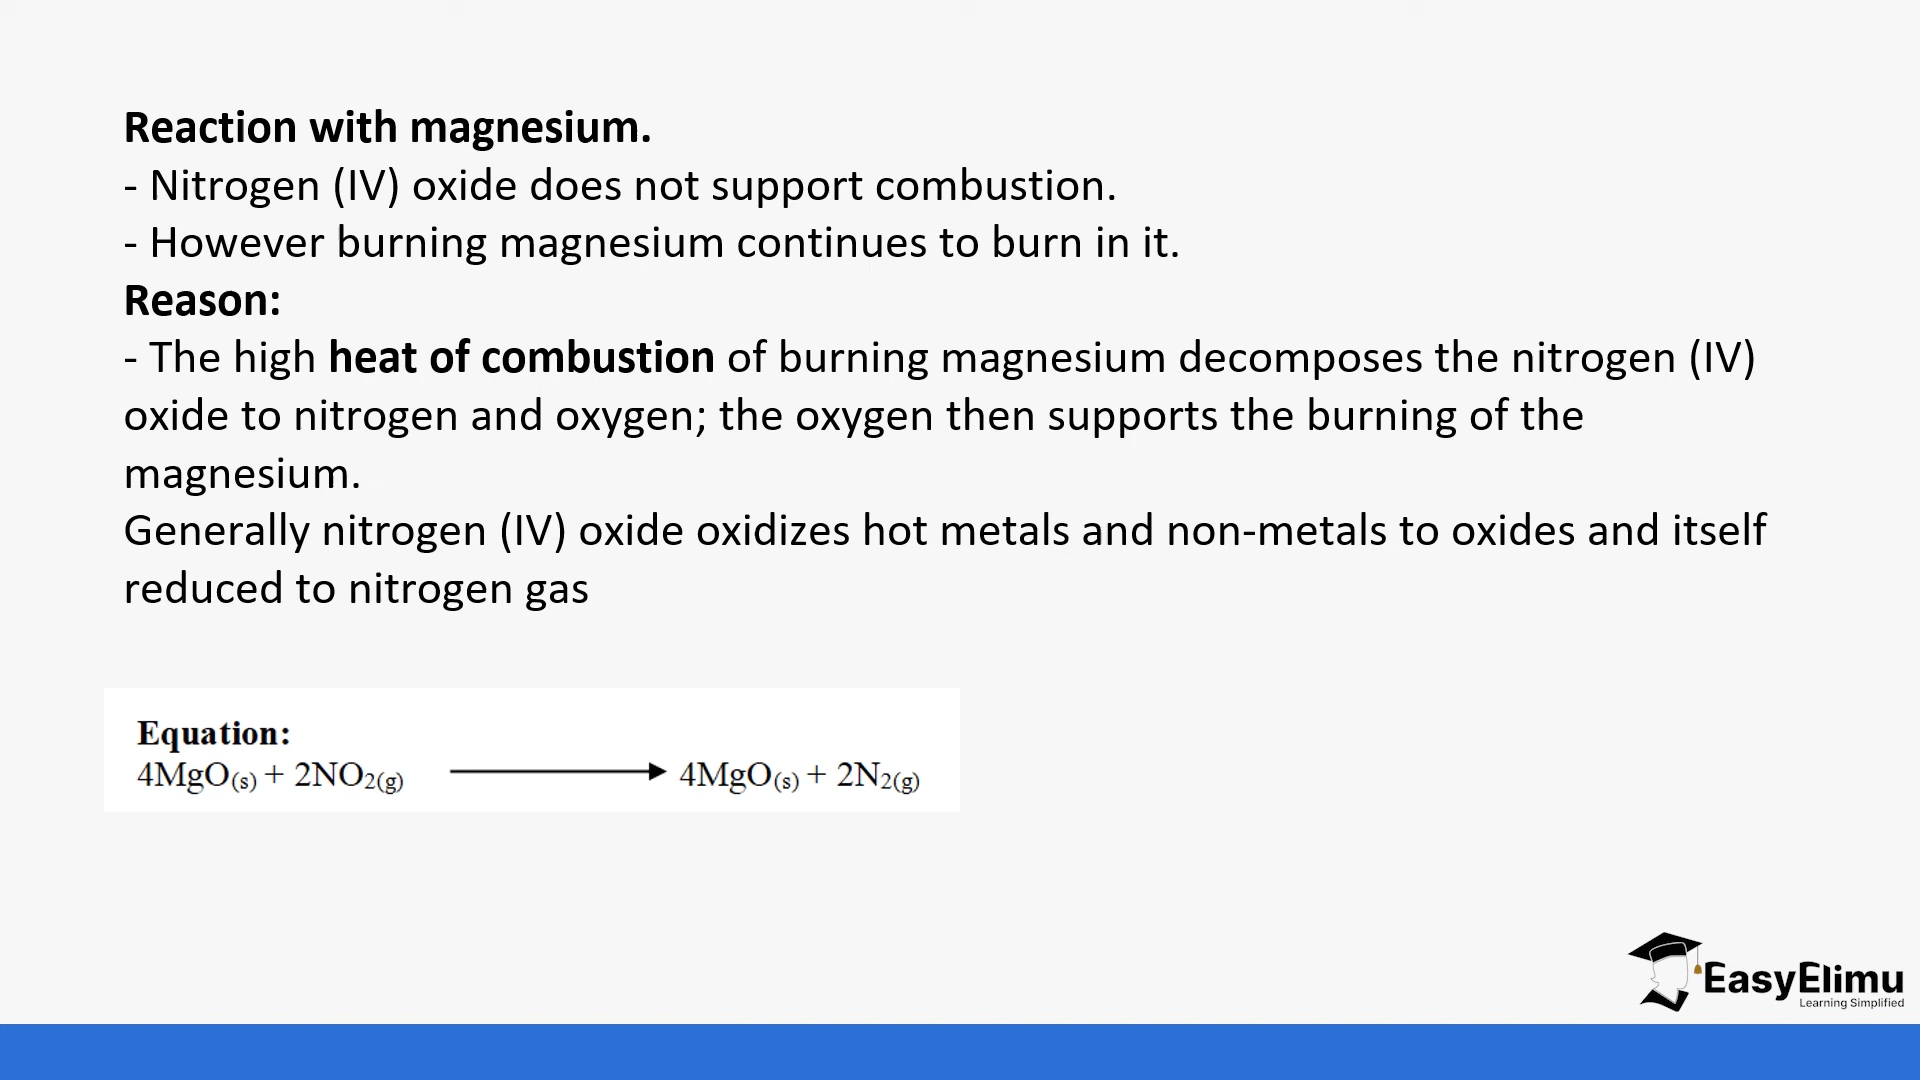 Reaction with magnesium.
- Nitrogen (IV) oxide does not support combustion.
- However burning magnesium continues to burn in it.
Reason:
- The high heat of combustion of burning magnesium decomposes the nitrogen (IV)
oxide to nitrogen and oxygen; the oxygen then supports the burning of the
magnesium.
Generally nitrogen (IV) oxide oxidizes hot metals and non-metals to oxides and itself
reduced to nitrogen gas
Equation:
4MgO(s) + 2NO2(g) → 4MgO(s) + 2N2(g)
EasyElimu
Learning Simplified